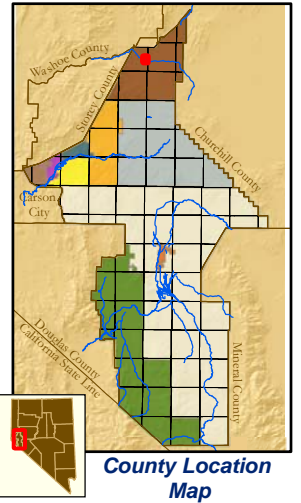 Washoe County
Storey County
Churchill County
Carson
City
Douglas County
California State Line
Mineral County
County Location
Map